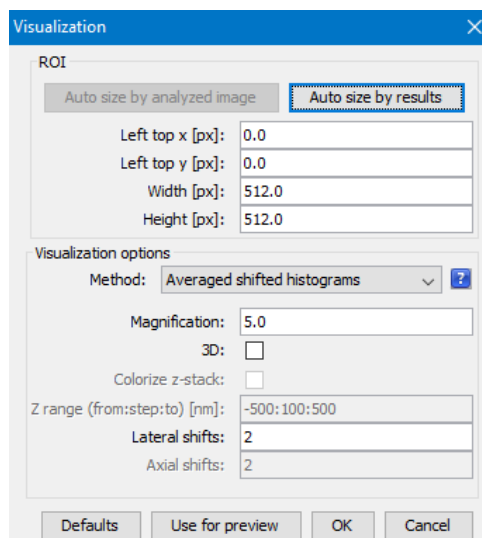 Visualization
ROI
Auto size by analyzed image Auto size by results
Left top x [px]: 0.0
Left top y [px]: 0.0
Width [px]: 512.0
Height [px]: 512.0
Visualization options
Method: Averaged shifted histograms ?
Magnification: 5.0
3D:
Colorize z-stack:
Z range (from:step:to) [nm]: -500:100:500
Lateral shifts: 2
Axial shifts: 2
Defaults Use for preview OK Cancel